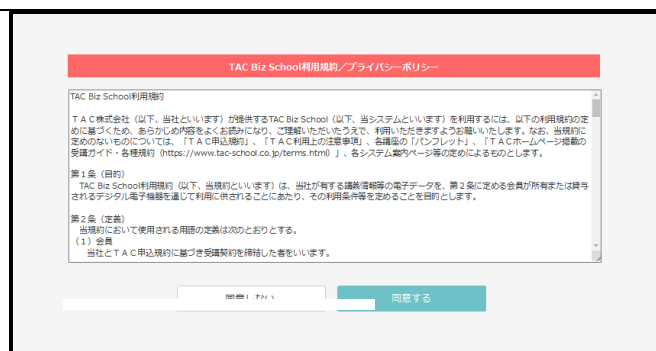 TAC Biz School利用規約／プライバシーポリシー
TAC Biz School利用規約
ＴＡＣ株式会社（以下、当社といいます）が提供するTAC Biz School（以下、当システムといいます）を利用するには、以下の利用規約の定
めに基づくため、あらかじめ内容をよくお読みになり、ご理解いただいたうえで、利用いただきますようお願いいたします。なお、当規約に
定めのないものについては、「ＴＡＣ申込規約」、「ＴＡＣ利用上の注意事項」、各講座の「パンフレット」、「ＴＡＣホームページ掲載の
受講ガイド・各種規約（https://www.tac-school.co.jp/terms.html）」、各システム案内ページ等の定めによるものとします。
第１条（目的）
TAC Biz School利用規約（以下、当規約といいます）は、当社が有する講義情報等の電子データを、第２条に定める会員が所有または貸与
されるデジタル電子機器を通じて利用に供されることにあたり、その利用条件等を定めることを目的とします。
第２条（定義）
当規約において使用される用語の定義は次のとおりとする。
（１）会員
当社とＴＡＣ申込規約に基づき受講契約を締結した者をいいます。
同意しない
同意する